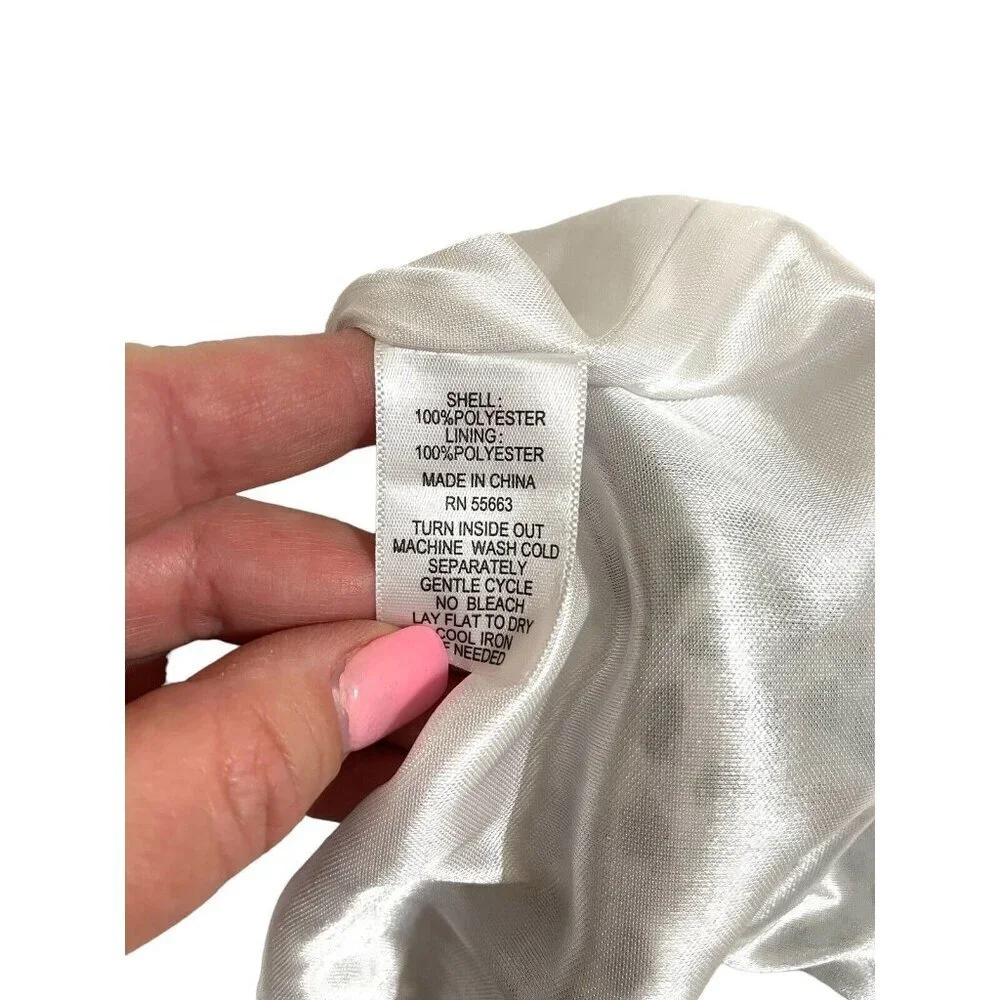 SHELL:
100%POLYESTER
LINING:
100%POLYESTER
MADE IN CHINA
RN 55663
TURN INSIDE OUT
MACHINE WASH COLD
SEPARATELY
GENTLE CYCLE
NO BLEACH
LAY FLAT TO DRY
COOL IRON
NEEDED